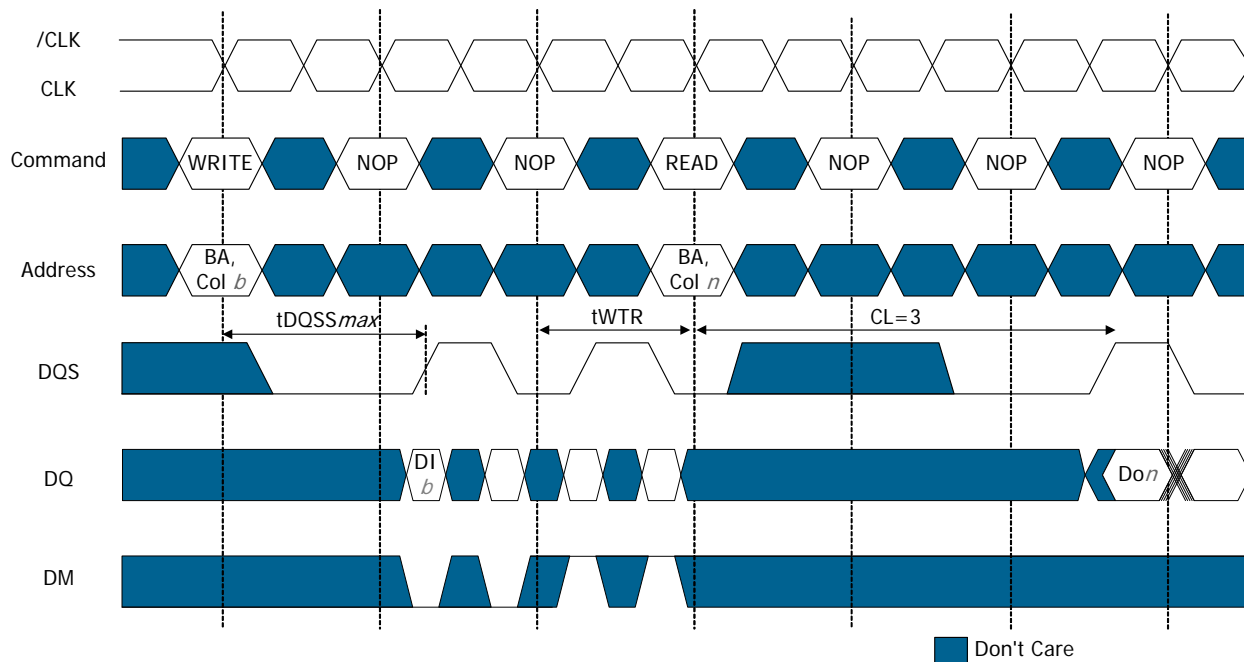 /CLK
CLK
Command
WRITE
NOP
NOP
READ
NOP
NOP
NOP
Address
BA,
Col b
BA,
Col n
tDQSSmax
tWTR
CL=3
DQS
DQ
DI
b
Don
DM
Don't Care